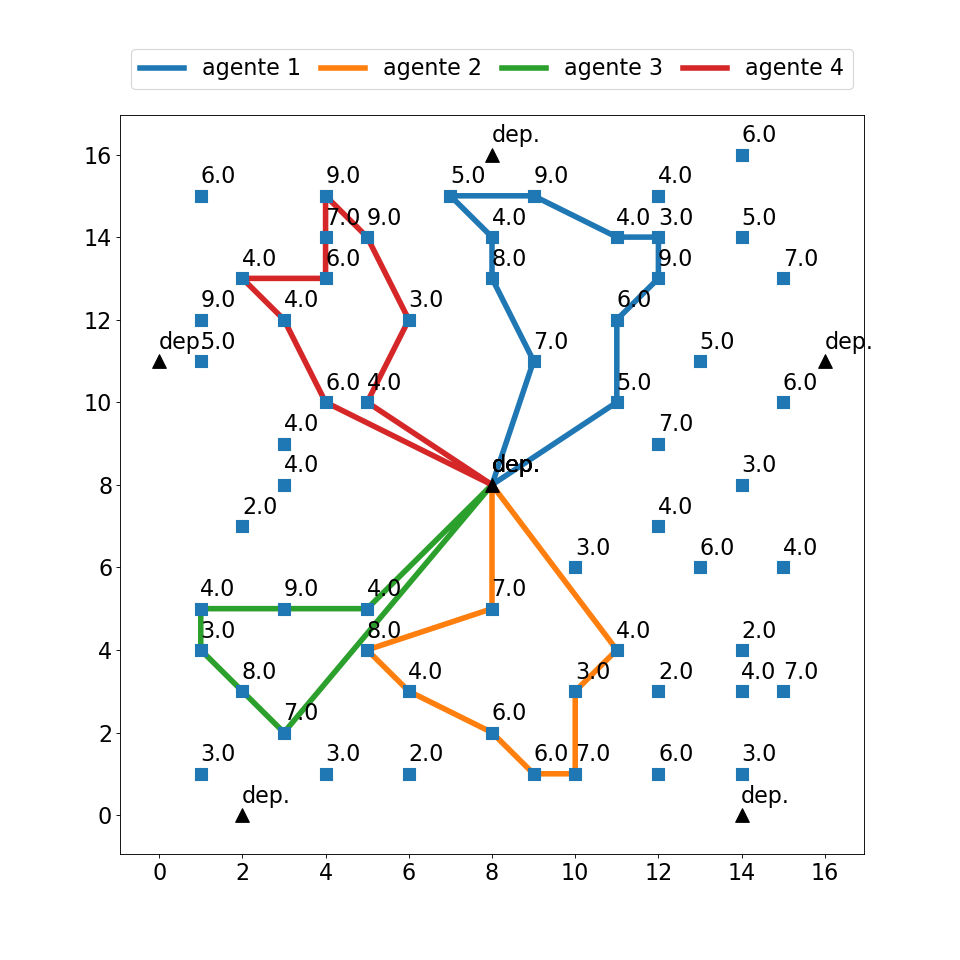 agente 1 agente 2 agente 3 agente 4
6.0
dep.
16
6.0 9.0 5.0 9.0 4.0
7.0 9.0 4.0 4.0 3.0 5.0
14
4.0 6.0 8.0 9.0 7.0
9.0 4.0 3.0 6.0
12
dep. 5.0 7.0 5.0 dep.
6.0 4.0 5.0 6.0
10
4.0 7.0
4.0 dep. dep. 3.0
8
2.0 4.0
3.0 6.0 4.0
6
4.0 9.0 4.0 7.0
3.0 8.0 4.0 2.0
4
8.0 4.0 3.0 2.0 4.0 7.0
7.0 6.0
2
3.0 3.0 2.0 6.0 7.0 6.0 3.0
dep. dep.
0
0 2 4 6 8 10 12 14 16